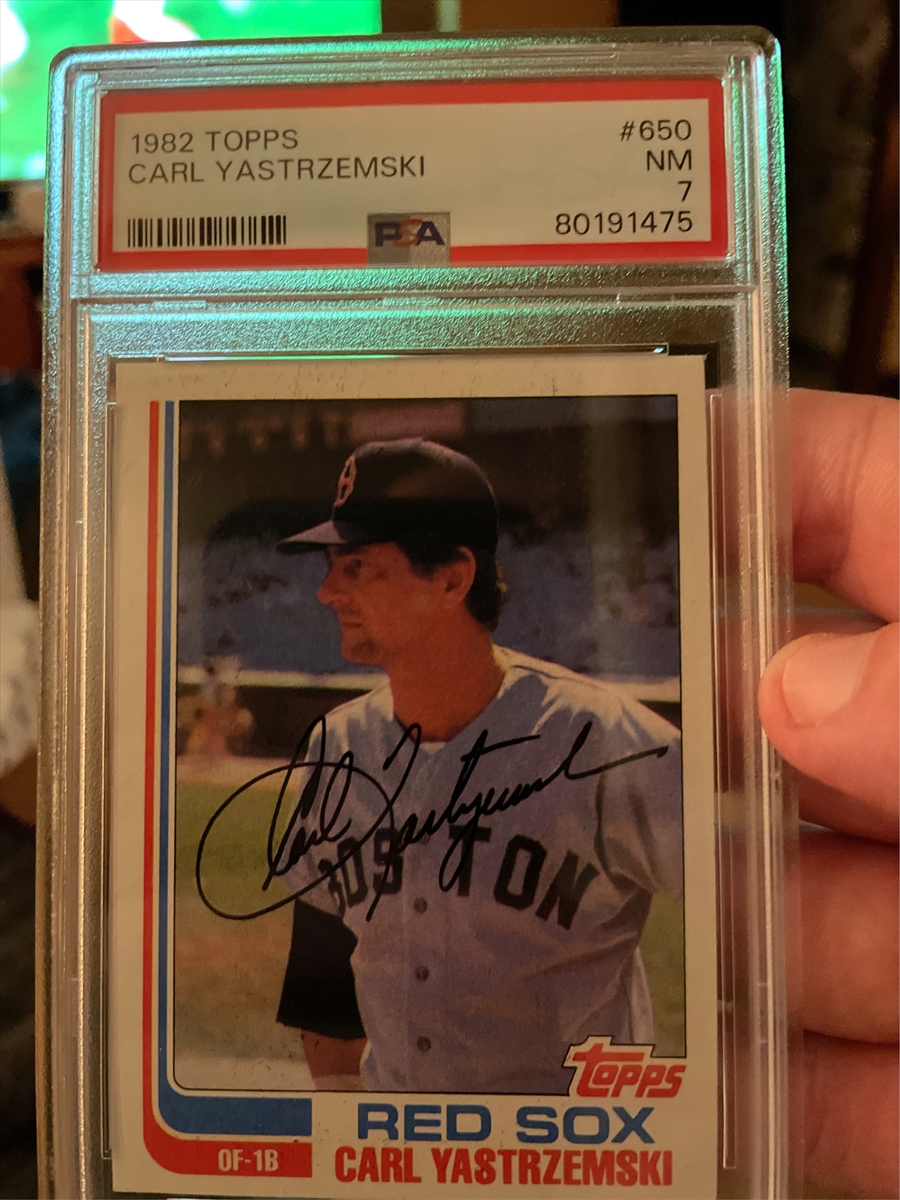 1982 TOPPS #650
CARL YASTRZEMSKI NM
7
PSA 80191475
B
Carl Yastrzemski
BOSTON
topps
RED SOX
OF-1B CARL YASTRZEMSKI